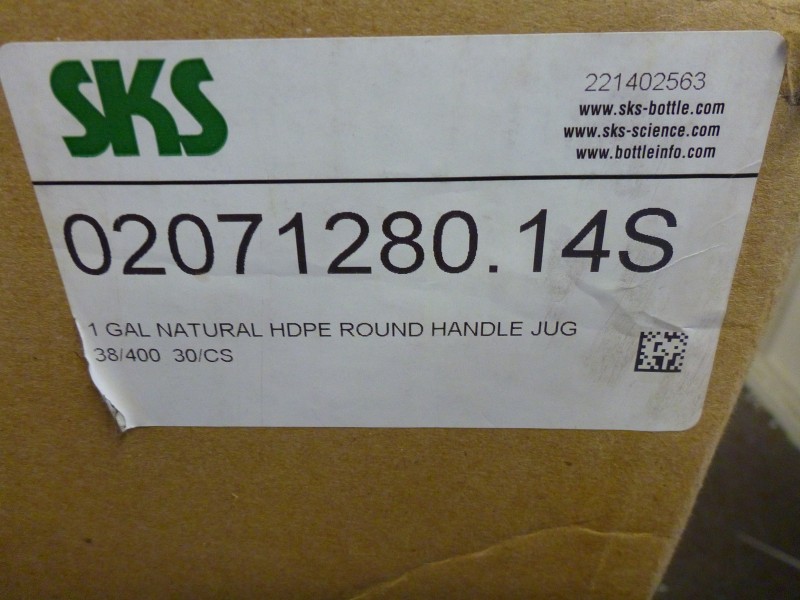 SKS
221402563
www.sks-bottle.com
www.sks-science.com
www.bottleinfo.com
02071280.14S
1 GAL NATURAL HDPE ROUND HANDLE JUG
38/400 30/CS